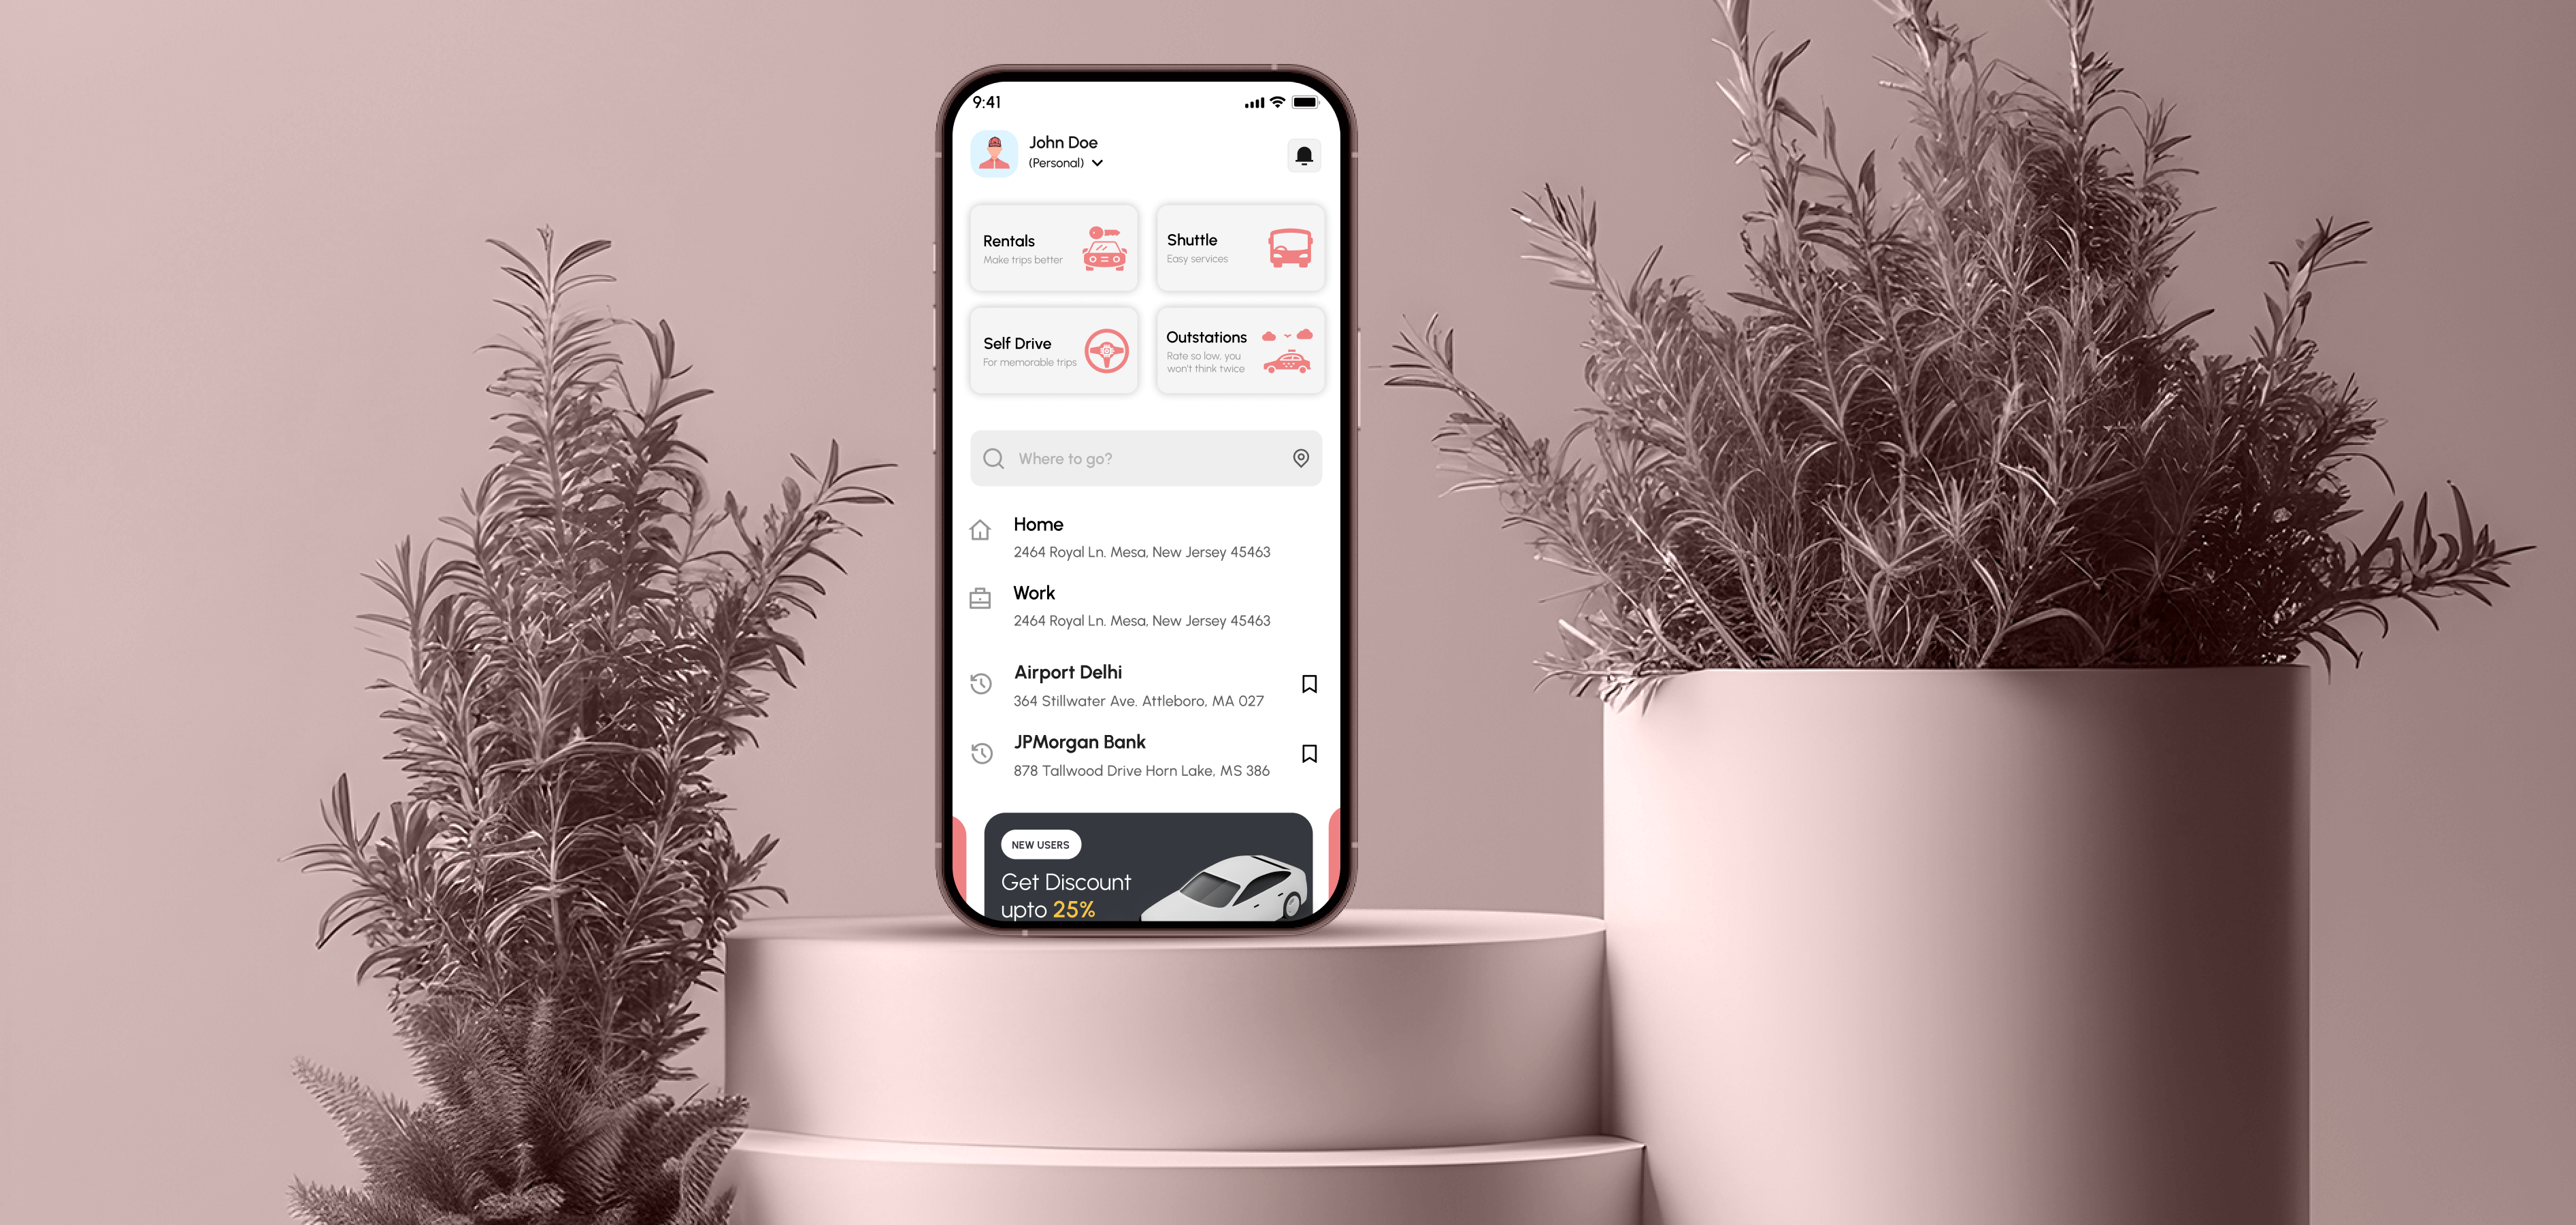 9:41
John Doe
(Personal)
Rentals
Make trips better
Shuttle
Easy services
Self Drive
For memorable trips
Outstations
Rate so low, you
won't think twice
Where to go?
Home
2464 Royal Ln. Mesa, New Jersey 45463
Work
2464 Royal Ln. Mesa, New Jersey 45463
Airport Delhi
364 Stillwater Ave. Attleboro, MA 027
JPMorgan Bank
878 Tallwood Drive Horn Lake, MS 386
NEW USERS
Get Discount
upto 25%